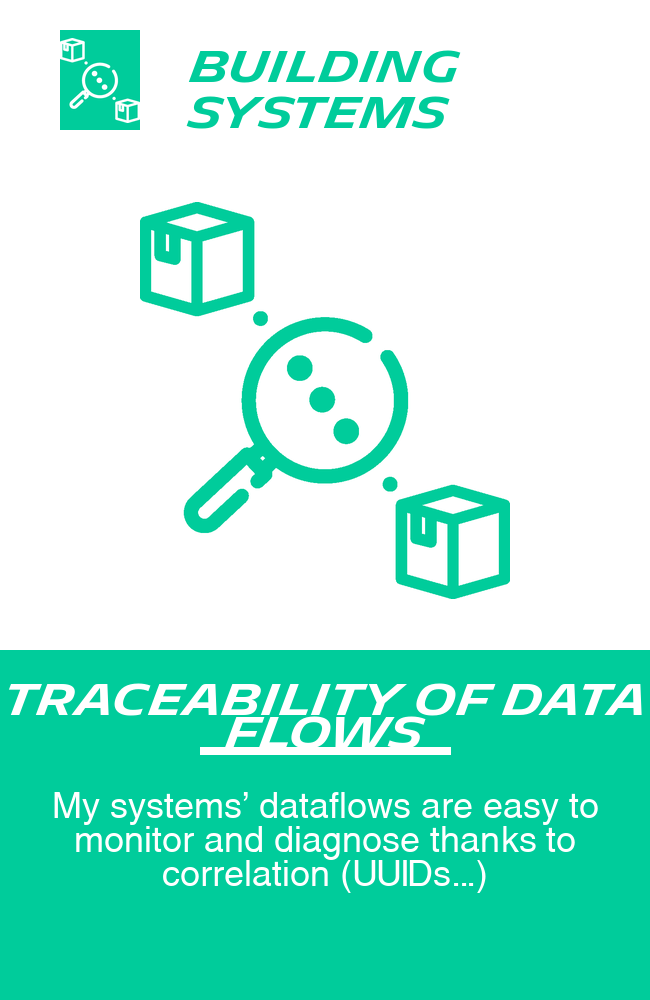 BUILDING
SYSTEMS
TRACEABILITY OF DATA
FLOWS
My systems’ dataflows are easy to
monitor and diagnose thanks to
correlation (UUIDs...)